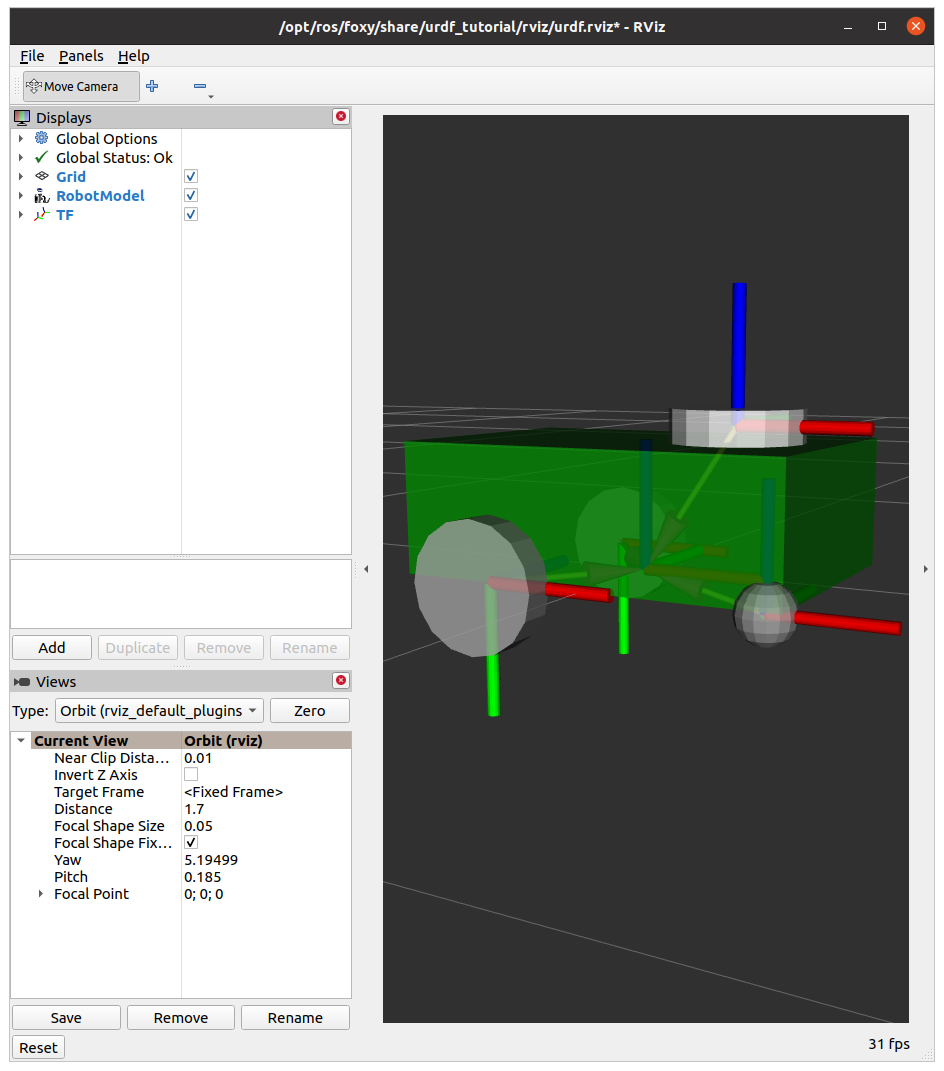 /opt/ros/foxy/share/urdf_tutorial/rviz/urdf.rviz* - RViz
File Panels Help
Move Camera
Displays
Global Options
Global Status: Ok
Grid
RobotModel
TF
Add Duplicate Remove Rename
Views
Type: Orbit (rviz_default_plugins Zero
Current View Orbit (rviz)
Near Clip Dista... 0.01
Invert Z Axis
Target Frame <Fixed Frame>
Distance 1.7
Focal Shape Size 0.05
Focal Shape Fix...
Yaw 5.19499
Pitch 0.185
Focal Point 0; 0; 0
Save Remove Rename
Reset 31 fps